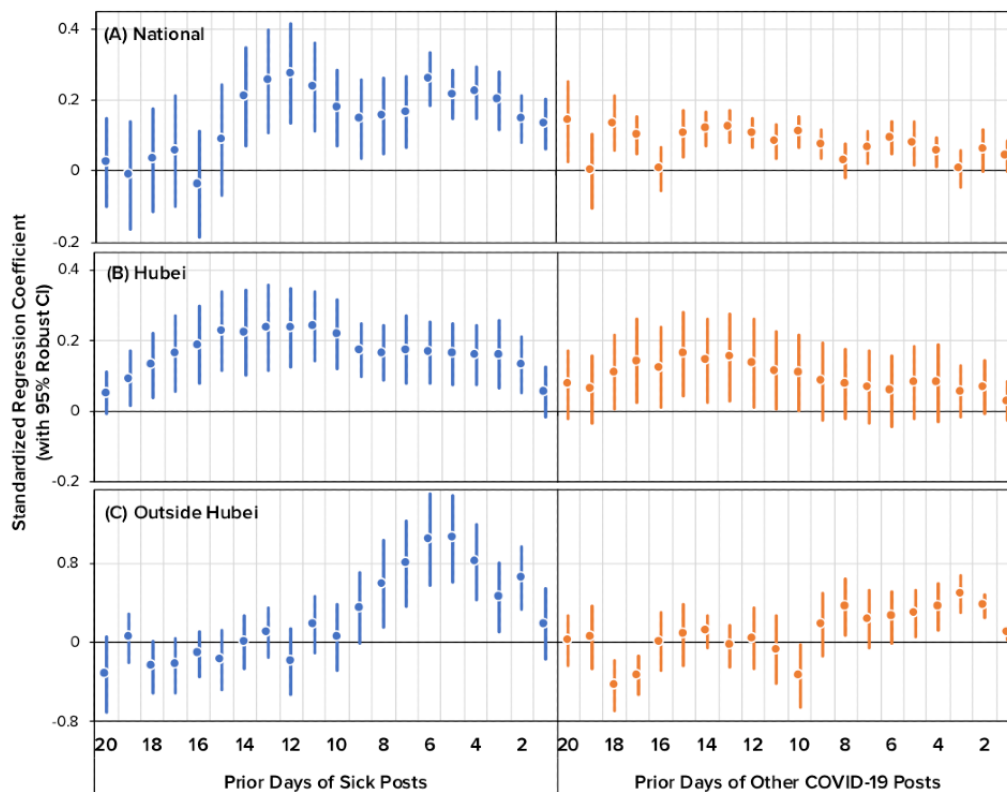 Standardized Regression Coefficient
(with 95% Robust CI)
(A) National
0.4
0.2
0
-0.2
(B) Hubei
0.4
0.2
0
-0.2
(C) Outside Hubei
0.8
0
-0.8
20 18 16 14 12 10 8 6 4 2 20 18 16 14 12 10 8 6 4 2
Prior Days of Sick Posts Prior Days of Other COVID-19 Posts